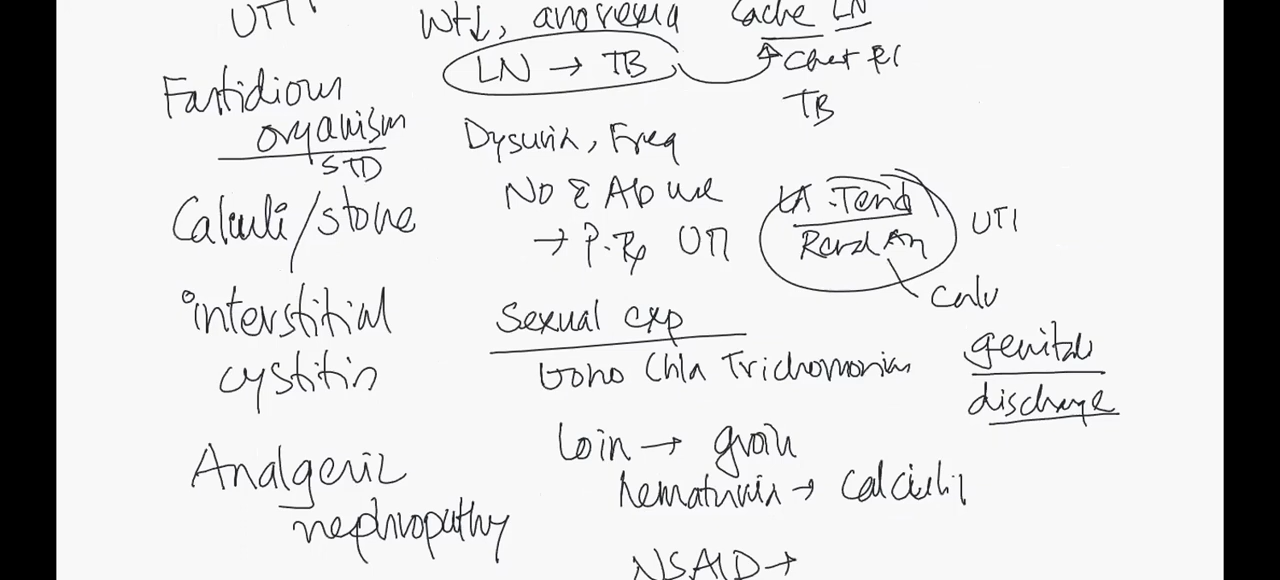 UTI
Wt↓, anorexia
Cache LN
LN → TB
↑ Chest
TB
Fastidious
organism
STD
Dysuria, Freq
Calculi/stone
No Ab use
→ P. Rx UTI
LA: Tend
Renal An
UTI
Calu
interstitial
cystitis
Sexual exp
Gono Chla Trichomonias
genital
discharge
Analgesic
nephropathy
Loin → groin
hematuria → calculi
NSAID →